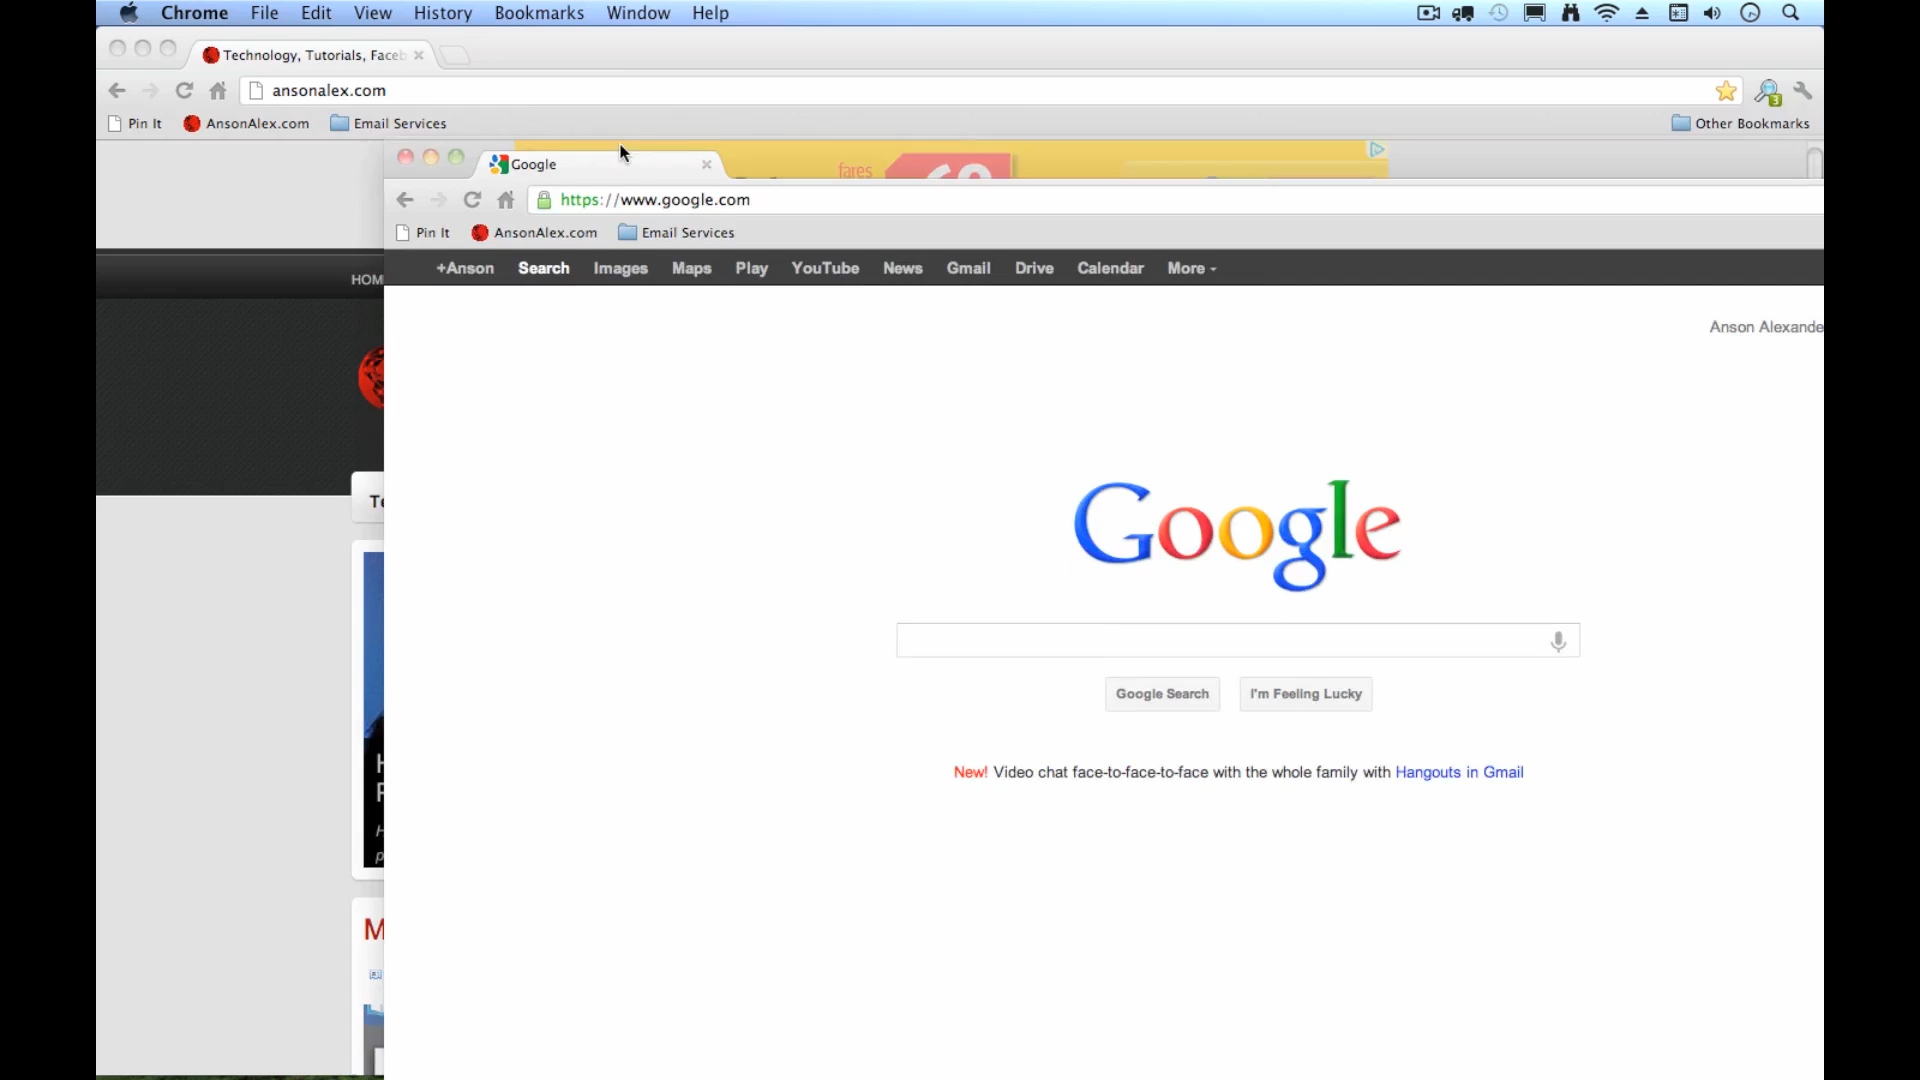 Chrome File Edit View History Bookmarks Window Help
Technology, Tutorials, Faceb
ansonalex.com
Pin It AnsonAlex.com Email Services Other Bookmarks
Google
fares
https://www.google.com
Pin It AnsonAlex.com Email Services
+Anson Search Images Maps Play YouTube News Gmail Drive Calendar More
HOM
Anson Alexande
Te
Google
Google Search I'm Feeling Lucky
New! Video chat face-to-face-to-face with the whole family with Hangouts in Gmail
H
F
H
p
M